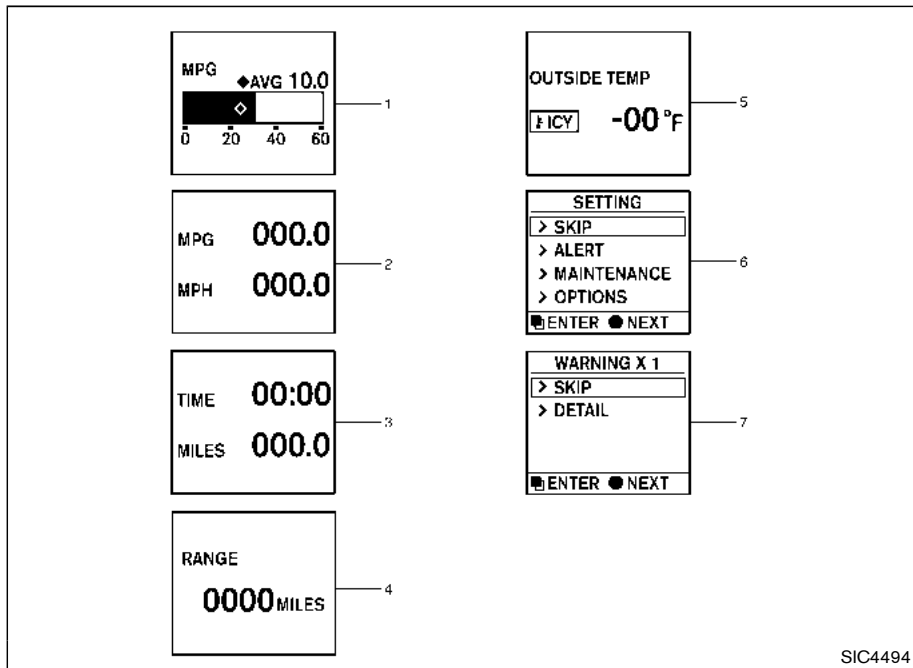 MPG
◆AVG 10.0
0 20 40 60
1
MPG 000.0
MPH 000.0
2
TIME 00:00
MILES 000.0
3
RANGE
0000 MILES
4
OUTSIDE TEMP
ICY -00 °F
5
SETTING
> SKIP
> ALERT
> MAINTENANCE
> OPTIONS
ENTER ● NEXT
6
WARNING X 1
> SKIP
> DETAIL
ENTER ● NEXT
7
SIC4494